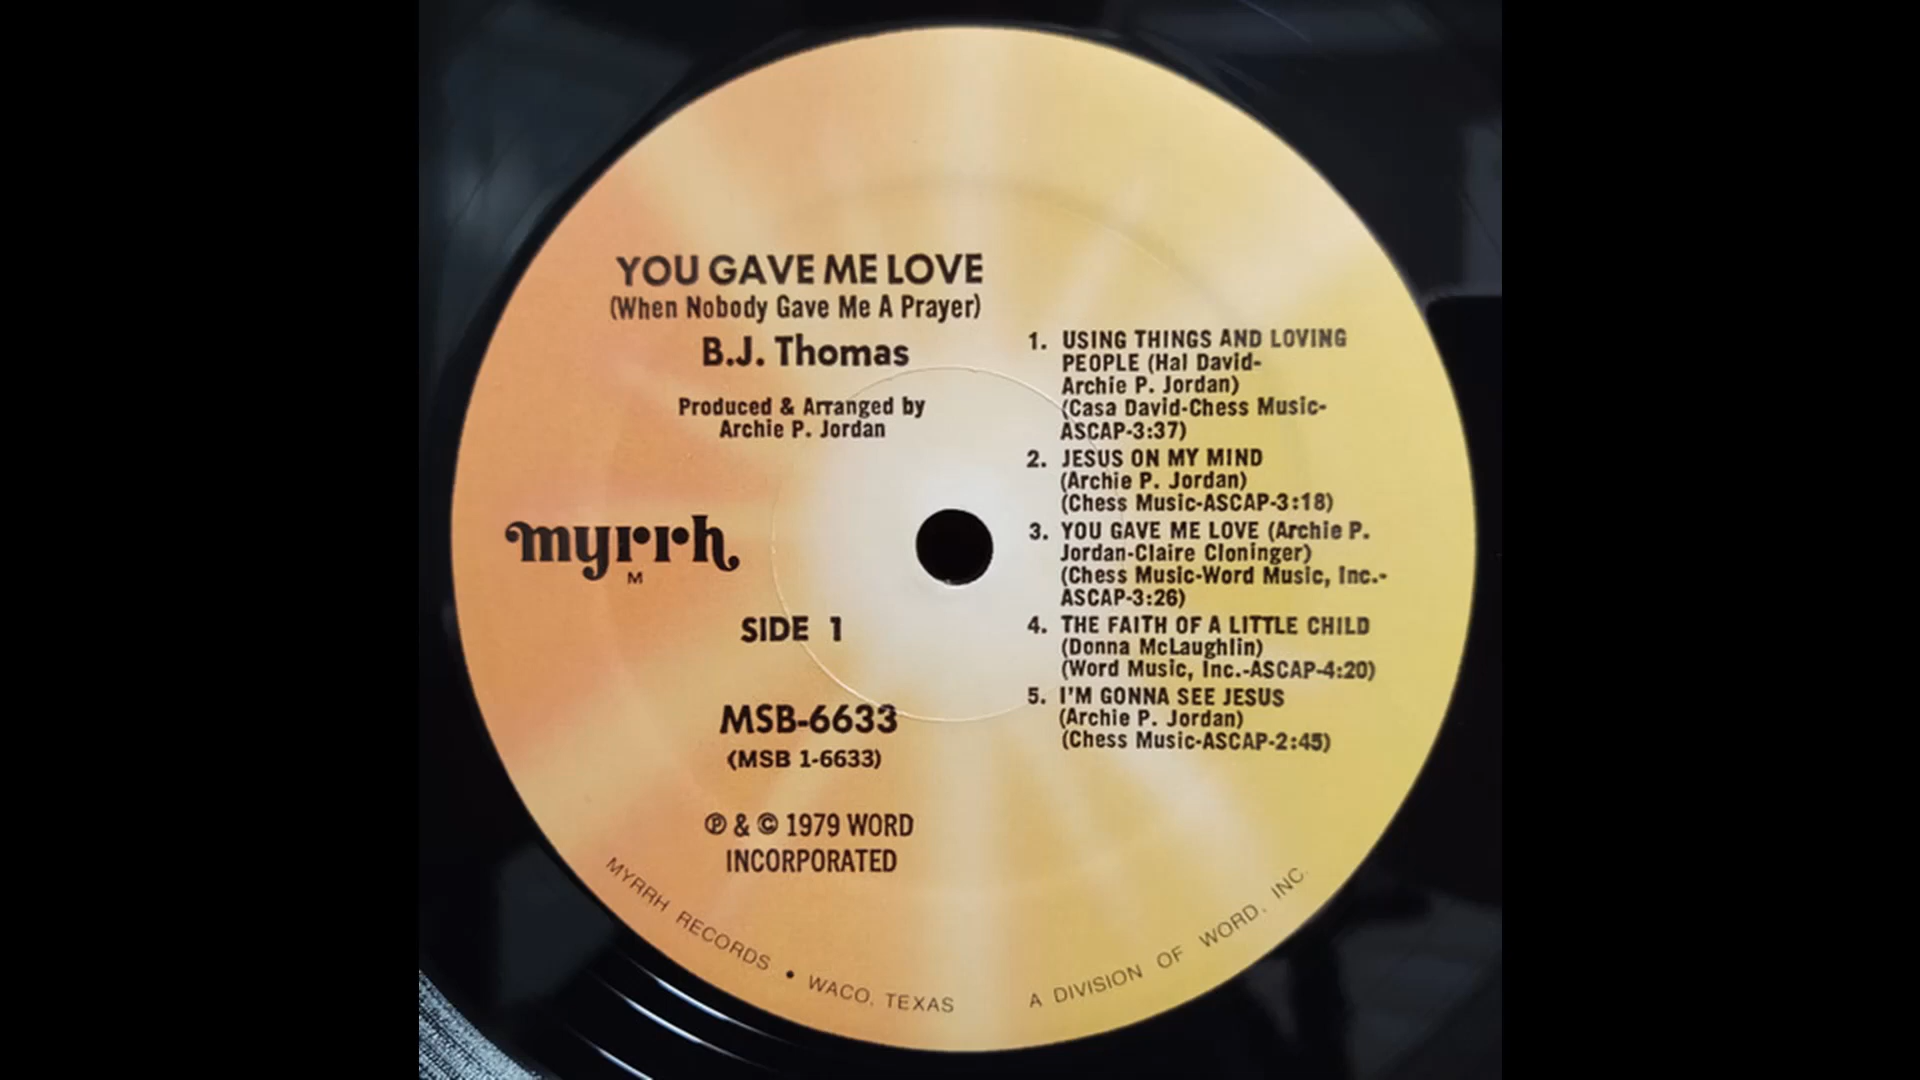 YOU GAVE ME LOVE
(When Nobody Gave Me A Prayer)
B.J. Thomas
Produced & Arranged by
Archie P. Jordan
myrrh
M
SIDE 1
MSB-6633
(MSB 1-6633)
℗ & © 1979 WORD
INCORPORATED
1. USING THINGS AND LOVING
PEOPLE (Hal David-
Archie P. Jordan)
(Casa David-Chess Music-
ASCAP-3:37)
2. JESUS ON MY MIND
(Archie P. Jordan)
(Chess Music-ASCAP-3:18)
3. YOU GAVE ME LOVE (Archie P.
Jordan-Claire Cloninger)
(Chess Music-Word Music, Inc.-
ASCAP-3:26)
4. THE FAITH OF A LITTLE CHILD
(Donna McLaughlin)
(Word Music, Inc.-ASCAP-4:20)
5. I'M GONNA SEE JESUS
(Archie P. Jordan)
(Chess Music-ASCAP-2:45)
MYRRH RECORDS • WACO, TEXAS A DIVISION OF WORD, INC.